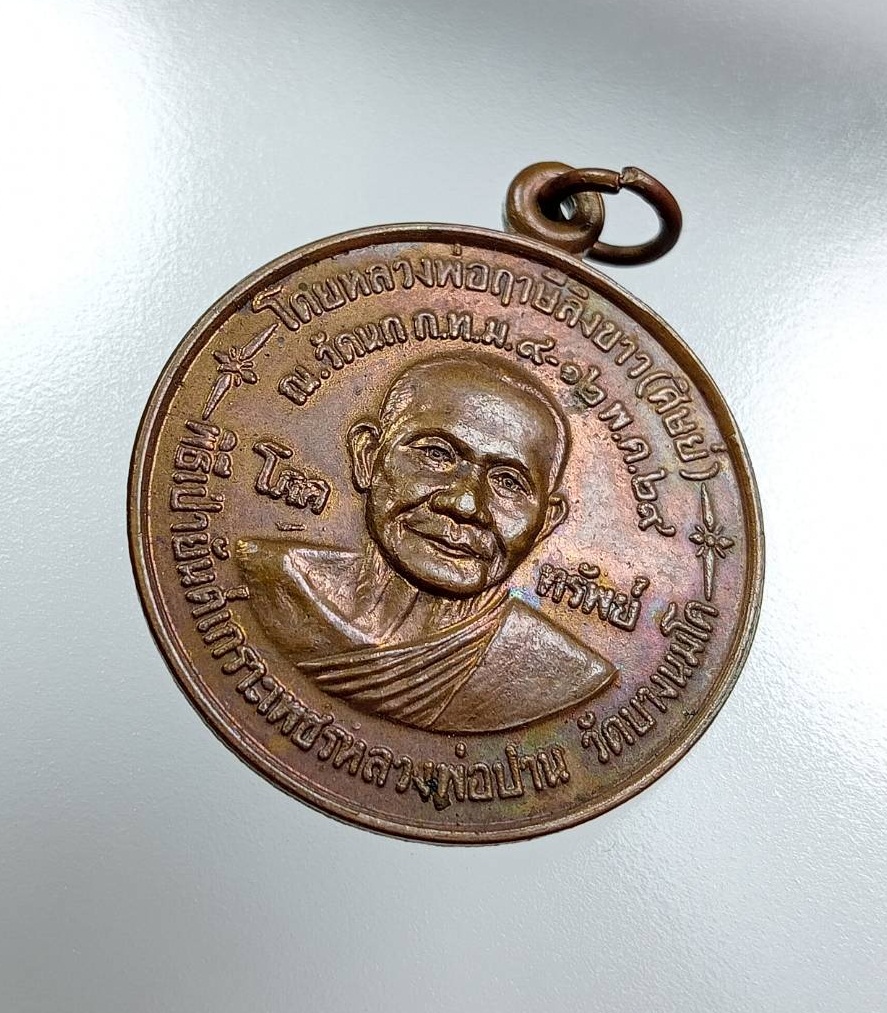 โดยหลวงพ่อฤาษีลิงขาว(ศิษย์)
ณ.วัดนก ก.ท.ม. ๙-๑๒ พ.ค.๒๙
โชค
ทรัพย์
พิธีเป่ายันต์เกราะเพชรหลวงพ่อปาน วัดบางนมโค